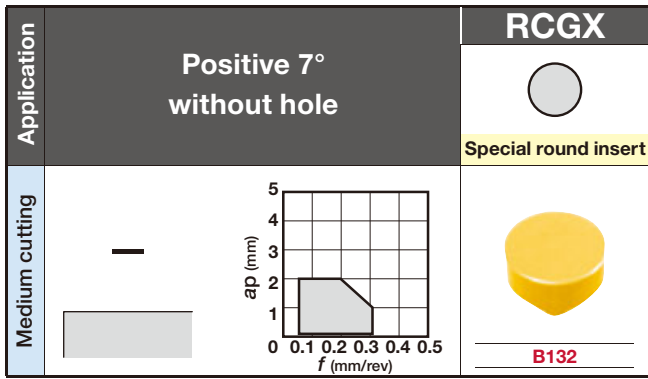 Application
Positive 7°
without hole
RCGX
Special round insert
Medium cutting
—
ap (mm)
5
4
3
2
1
0 0.1 0.2 0.3 0.4 0.5
f (mm/rev)
B132